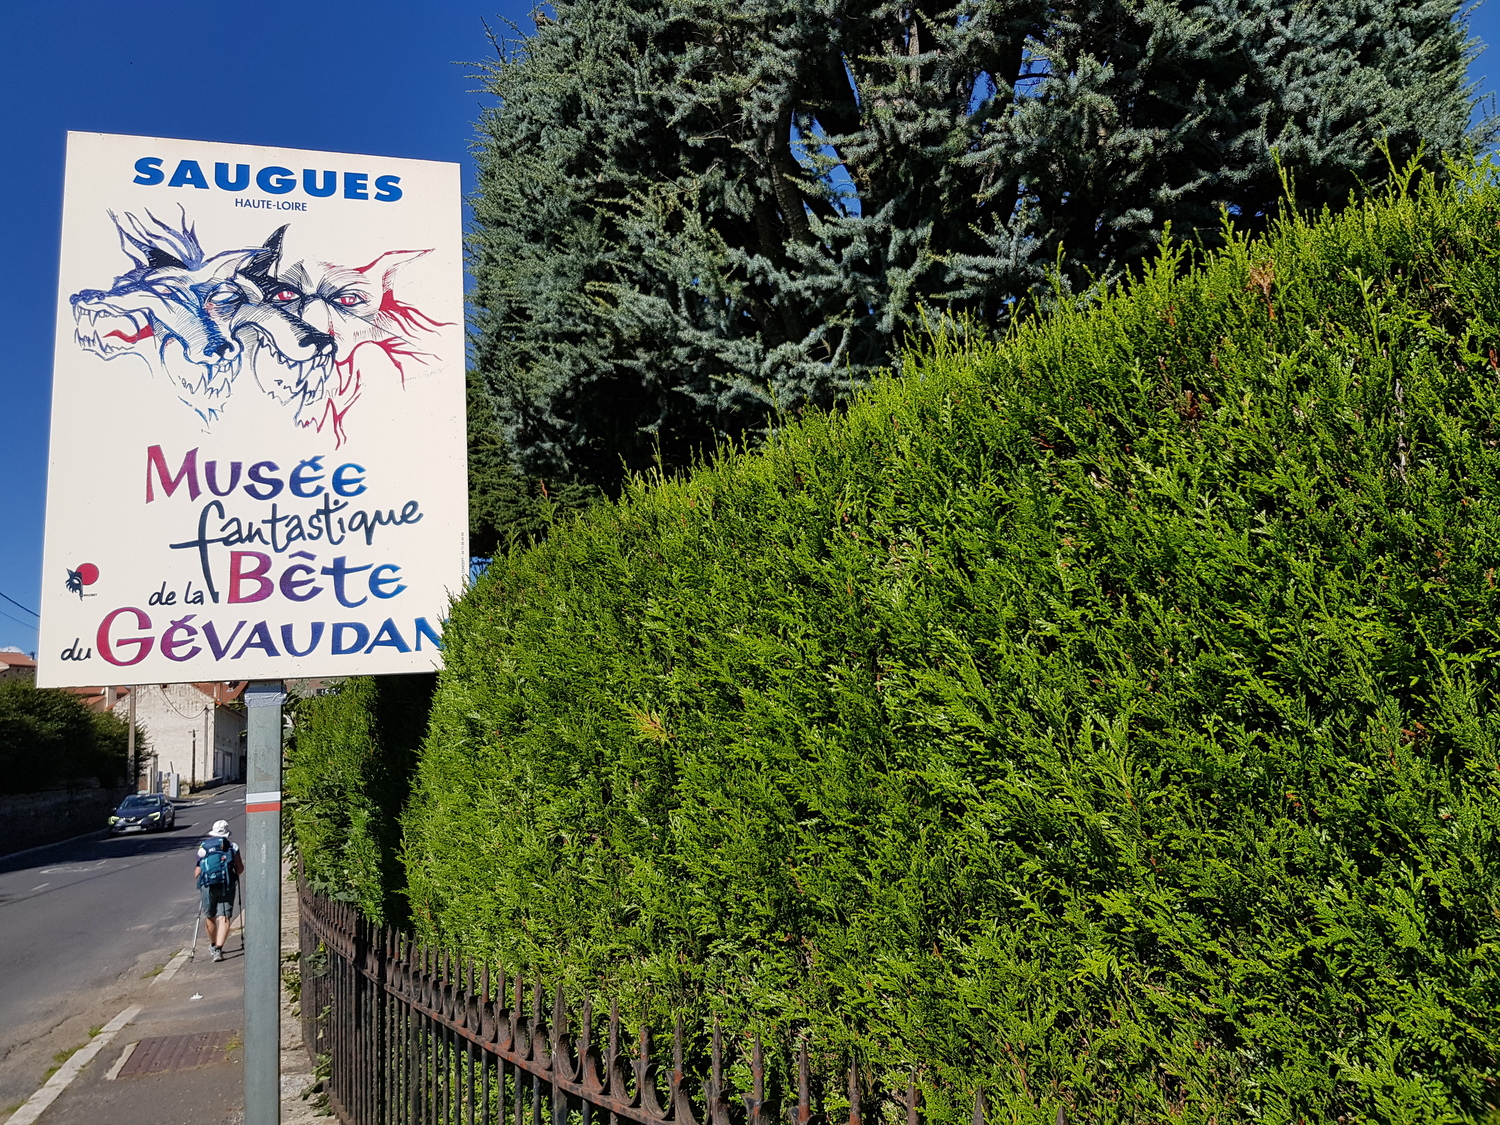 SAUGUES
HAUTE-LOIRE
MUSÉE
fantastique
de la BÊTE
du GÉVAUDAN